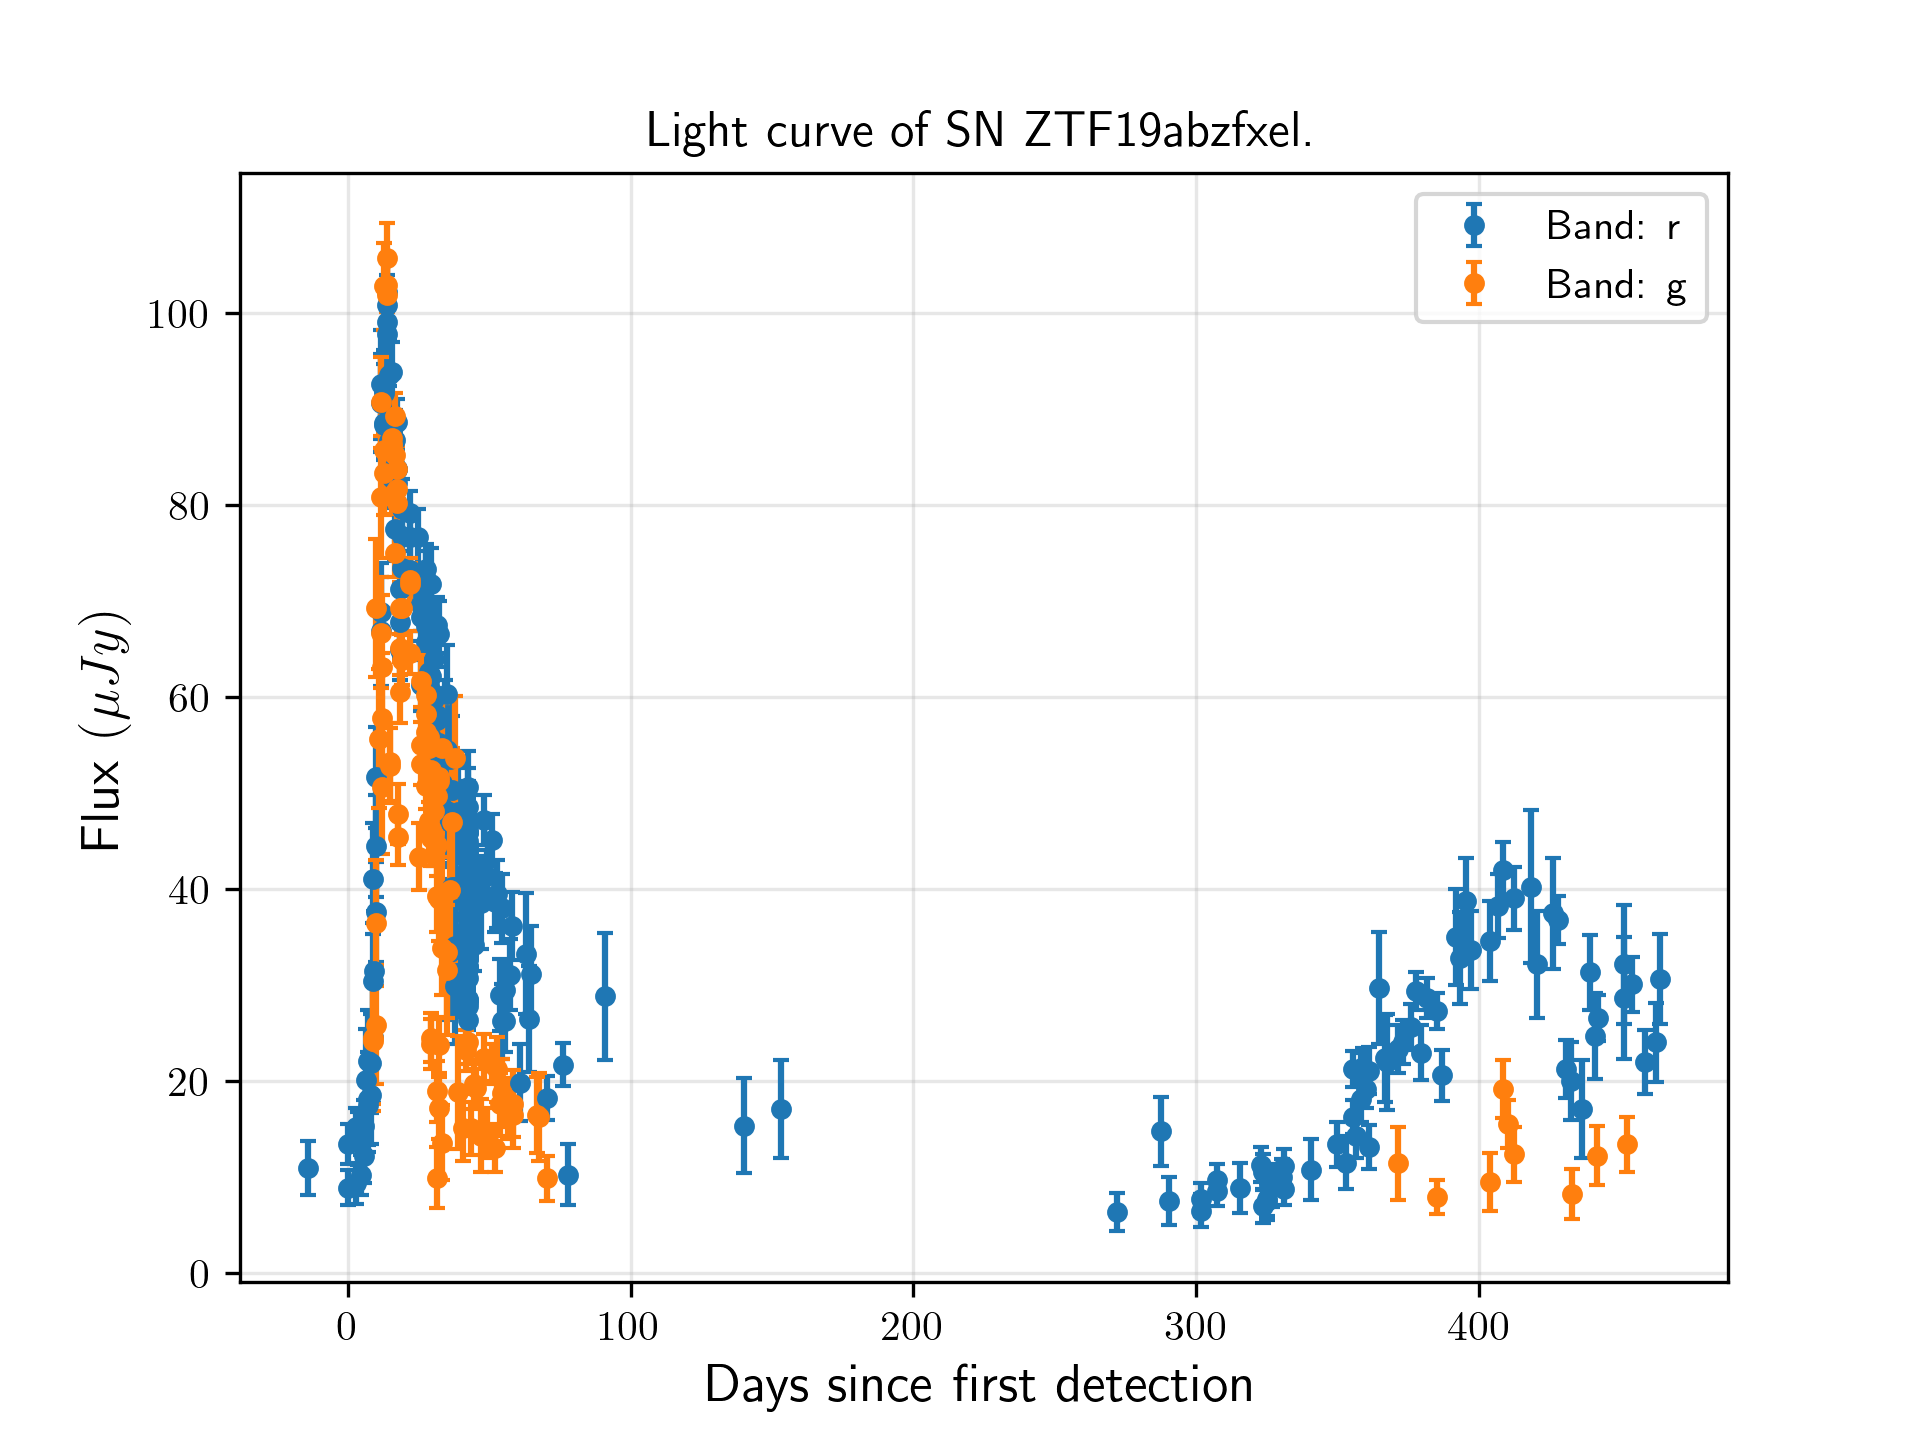 Light curve of SN ZTF19abzfxel.
Band: r
Band: g
100
80
60
40
20
0
Flux (μJy)
0 100 200 300 400
Days since first detection